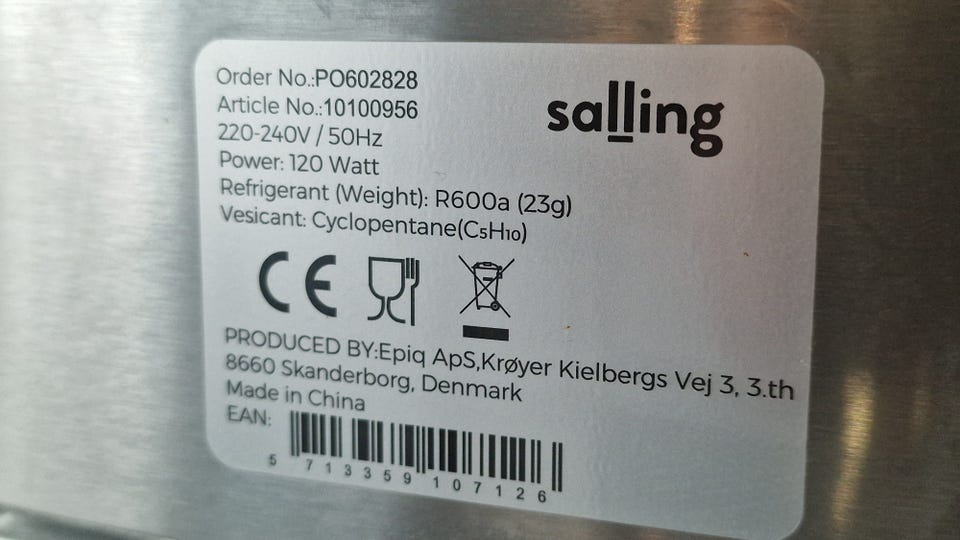 Order No.:PO602828
Article No.:10100956
220-240V / 50Hz
Power: 120 Watt
Refrigerant (Weight): R600a (23g)
Vesicant: Cyclopentane(C₅H₁₀)
salling
CE
PRODUCED BY:Epiq ApS,Krøyer Kielbergs Vej 3, 3.th
8660 Skanderborg, Denmark
Made in China
EAN:
5 713359 107126